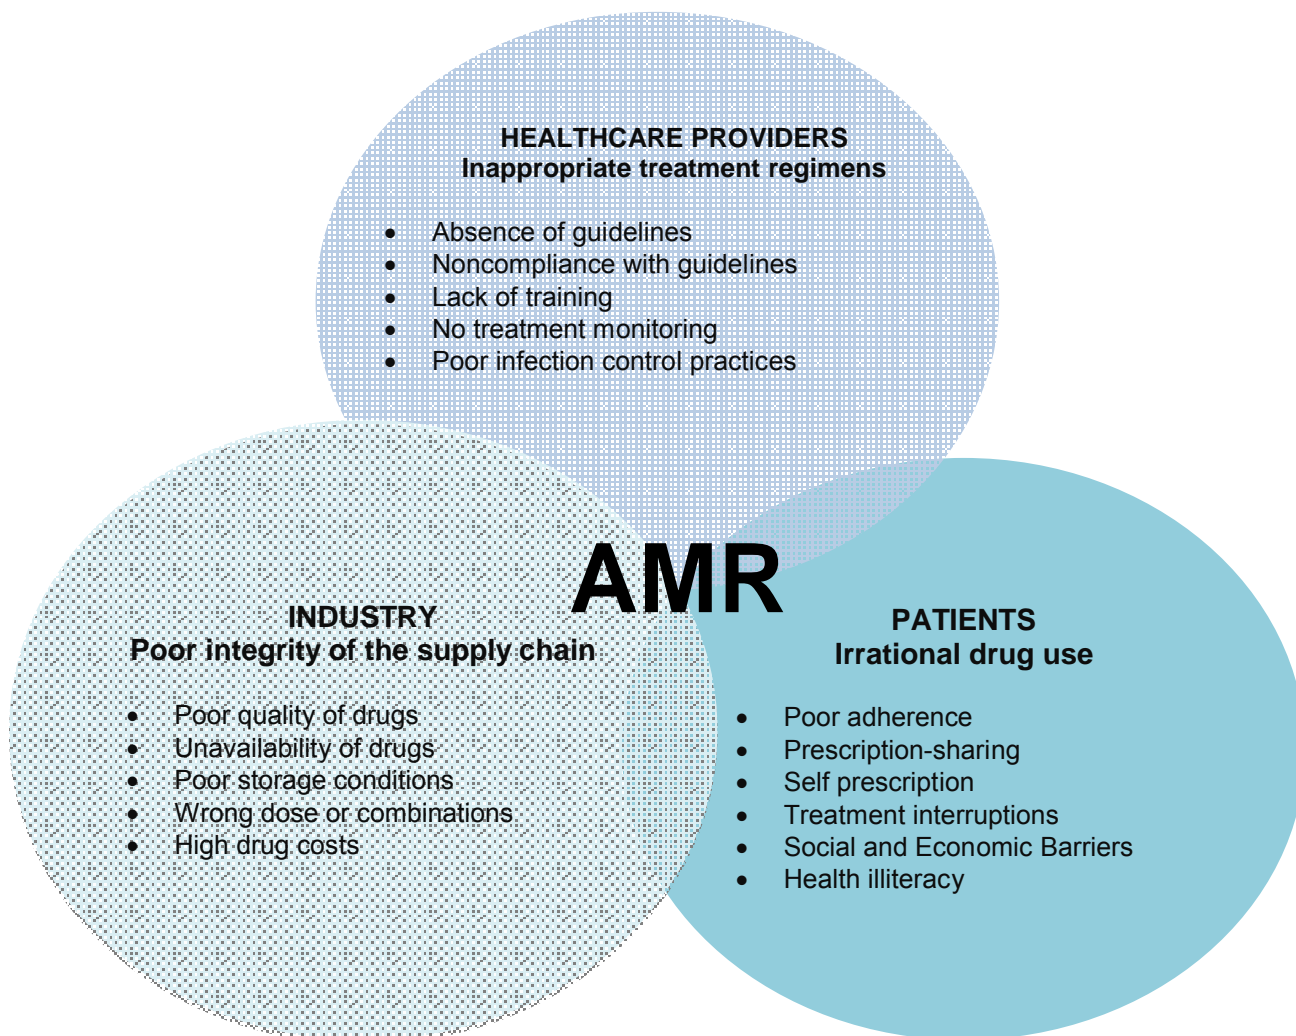 HEALTHCARE PROVIDERS
Inappropriate treatment regimens
• Absence of guidelines
• Noncompliance with guidelines
• Lack of training
• No treatment monitoring
• Poor infection control practices
AMR
INDUSTRY
Poor integrity of the supply chain
• Poor quality of drugs
• Unavailability of drugs
• Poor storage conditions
• Wrong dose or combinations
• High drug costs
PATIENTS
Irrational drug use
• Poor adherence
• Prescription-sharing
• Self prescription
• Treatment interruptions
• Social and Economic Barriers
• Health illiteracy